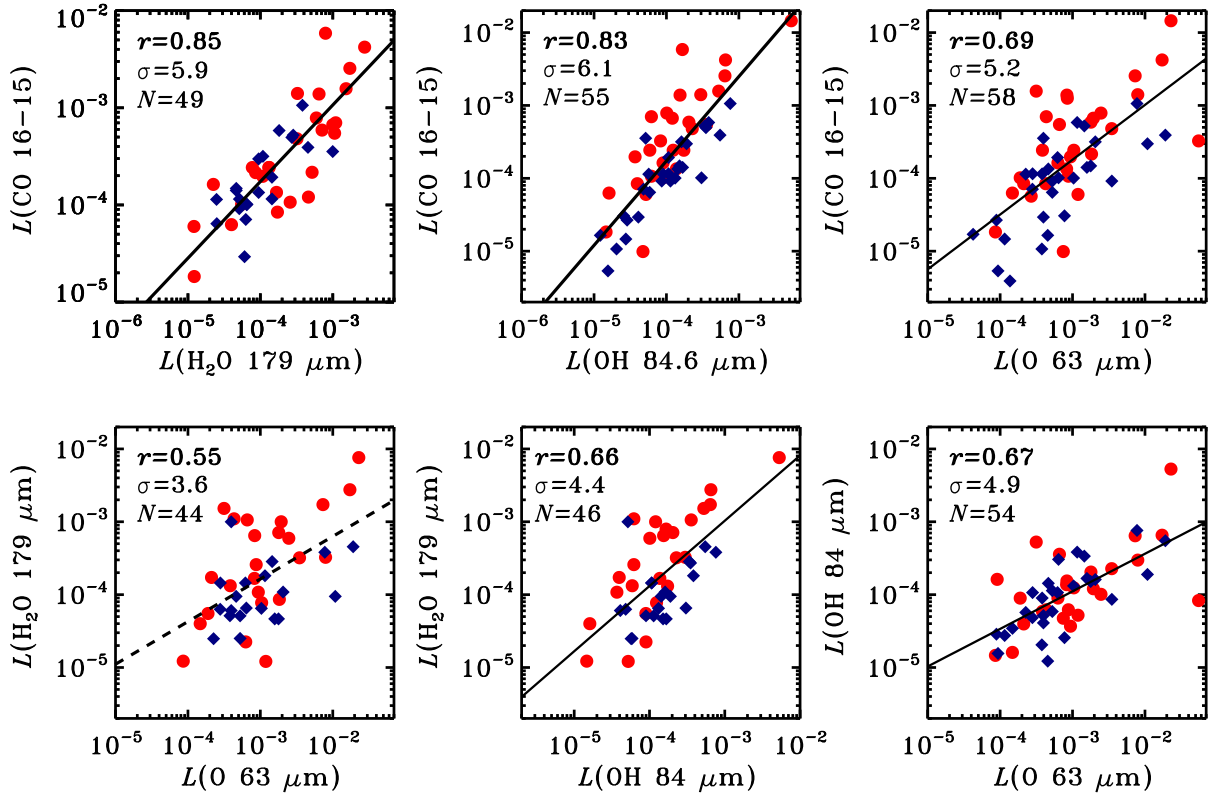 10⁻²
10⁻³
10⁻⁴
10⁻⁵
L(CO 16−15)
r=0.85
σ=5.9
N=49
10⁻⁶ 10⁻⁵ 10⁻⁴ 10⁻³
L(H₂O 179 μm)
10⁻²
10⁻³
10⁻⁴
10⁻⁵
L(CO 16−15)
r=0.83
σ=6.1
N=55
10⁻⁶ 10⁻⁵ 10⁻⁴ 10⁻³
L(OH 84.6 μm)
10⁻²
10⁻³
10⁻⁴
10⁻⁵
L(CO 16−15)
r=0.69
σ=5.2
N=58
10⁻⁵ 10⁻⁴ 10⁻³ 10⁻²
L(O 63 μm)
10⁻²
10⁻³
10⁻⁴
10⁻⁵
L(H₂O 179 μm)
r=0.55
σ=3.6
N=44
10⁻⁵ 10⁻⁴ 10⁻³ 10⁻²
L(O 63 μm)
10⁻²
10⁻³
10⁻⁴
10⁻⁵
L(H₂O 179 μm)
r=0.66
σ=4.4
N=46
10⁻⁵ 10⁻⁴ 10⁻³ 10⁻²
L(OH 84 μm)
10⁻²
10⁻³
10⁻⁴
10⁻⁵
L(OH 84 μm)
r=0.67
σ=4.9
N=54
10⁻⁵ 10⁻⁴ 10⁻³ 10⁻²
L(O 63 μm)